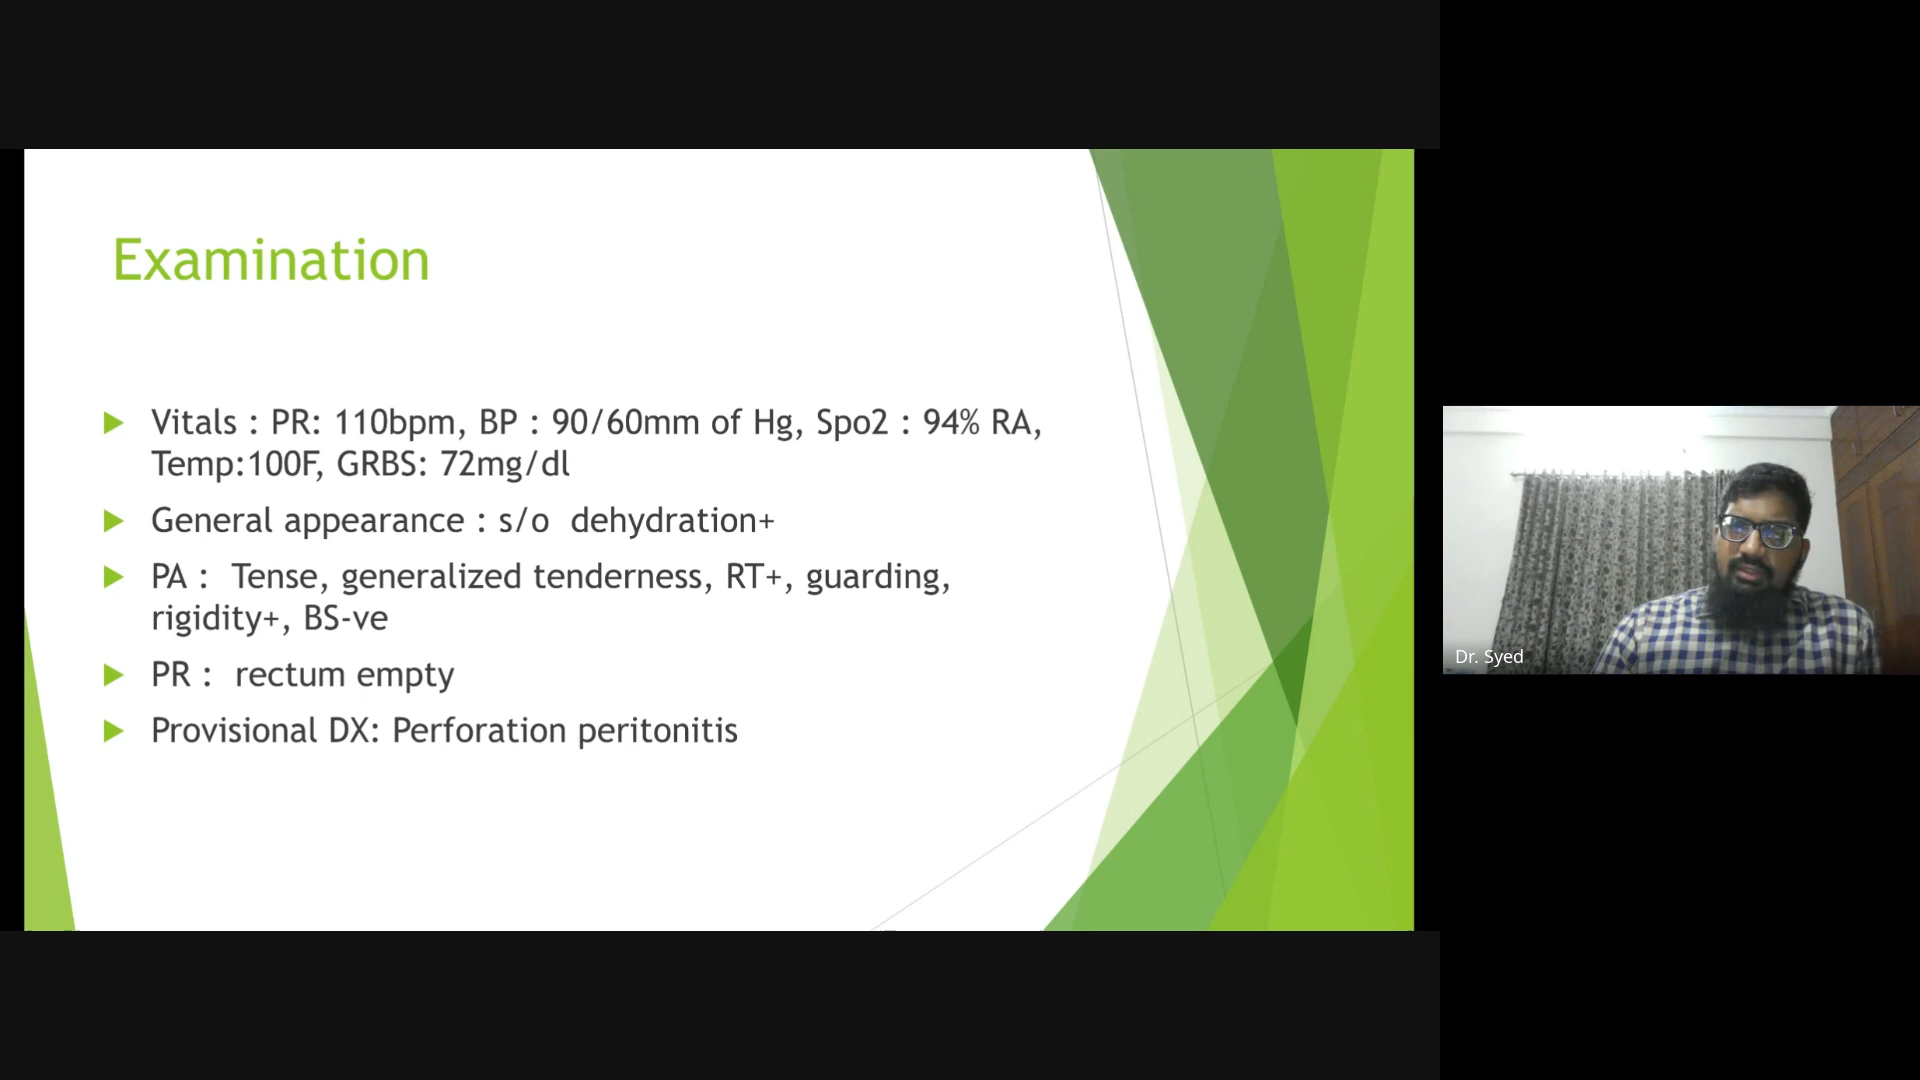 Examination
Vitals : PR: 110bpm, BP : 90/60mm of Hg, Spo2 : 94% RA,
Temp:100F, GRBS: 72mg/dl
General appearance : s/o dehydration+
PA : Tense, generalized tenderness, RT+, guarding,
rigidity+, BS-ve
PR : rectum empty
Provisional DX: Perforation peritonitis
Dr. Syed